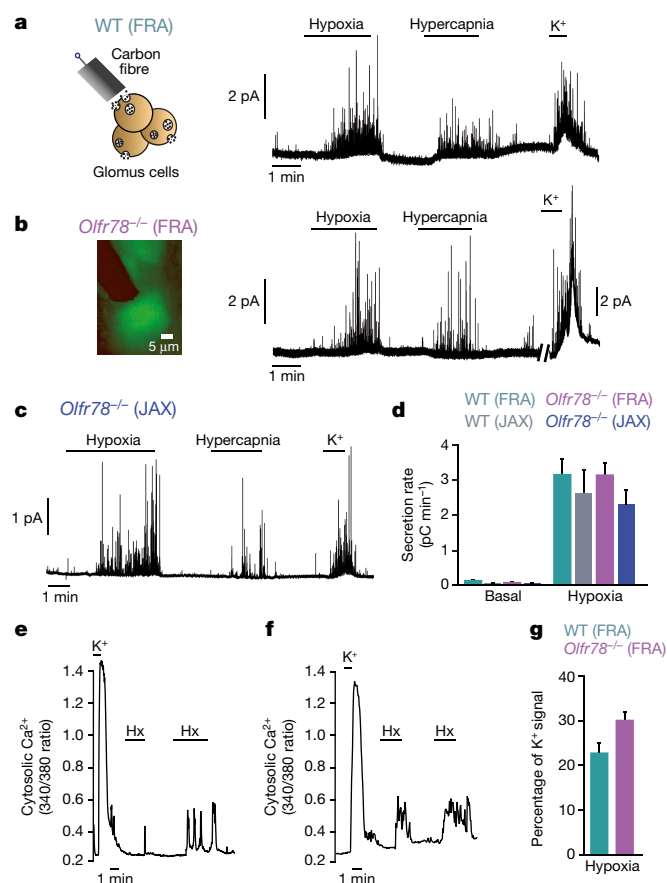 a
WT (FRA)
Carbon
fibre
Glomus cells
Hypoxia
Hypercapnia
K⁺
2 pA
1 min
b
Olfr78⁻/⁻ (FRA)
5 μm
Hypoxia
Hypercapnia
K⁺
2 pA
2 pA
1 min
c
Olfr78⁻/⁻ (JAX)
Hypoxia
Hypercapnia
K⁺
1 pA
1 min
d
WT (FRA) Olfr78⁻/⁻ (FRA)
WT (JAX) Olfr78⁻/⁻ (JAX)
Secretion rate
(pC min⁻¹)
4
3
2
1
0
Basal Hypoxia
e
K⁺
Hx Hx
Cytosolic Ca²⁺
(340/380 ratio)
1.4
1.2
1.0
0.8
0.6
0.4
0.2
1 min
f
K⁺
Hx Hx
Cytosolic Ca²⁺
(340/380 ratio)
1.4
1.2
1.0
0.8
0.6
0.4
0.2
1 min
g
WT (FRA)
Olfr78⁻/⁻ (FRA)
Percentage of K⁺ signal
40
30
20
10
0
Hypoxia